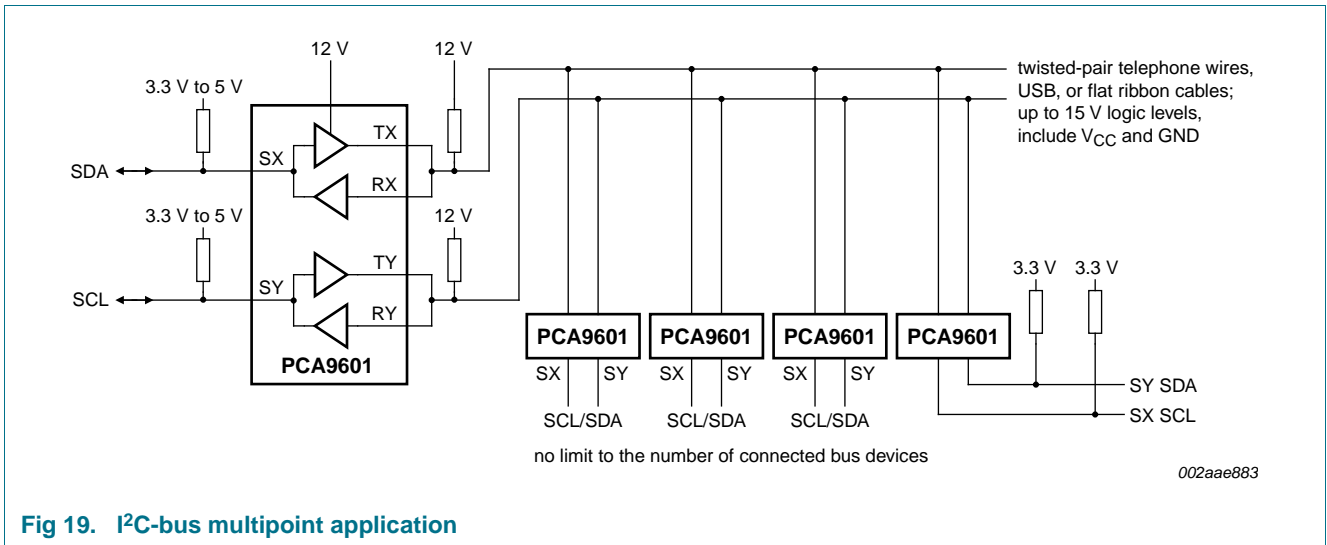 12 V
12 V
3.3 V to 5 V
twisted-pair telephone wires,
USB, or flat ribbon cables;
up to 15 V logic levels,
include VCC and GND
TX
SX
SDA
RX
3.3 V to 5 V
12 V
TY
SY
SCL
RY
PCA9601
3.3 V
3.3 V
PCA9601
PCA9601
PCA9601
PCA9601
SX
SY
SX
SY
SX
SY
SY SDA
SX SCL
SCL/SDA
SCL/SDA
SCL/SDA
no limit to the number of connected bus devices
002aae883
Fig 19. I²C-bus multipoint application